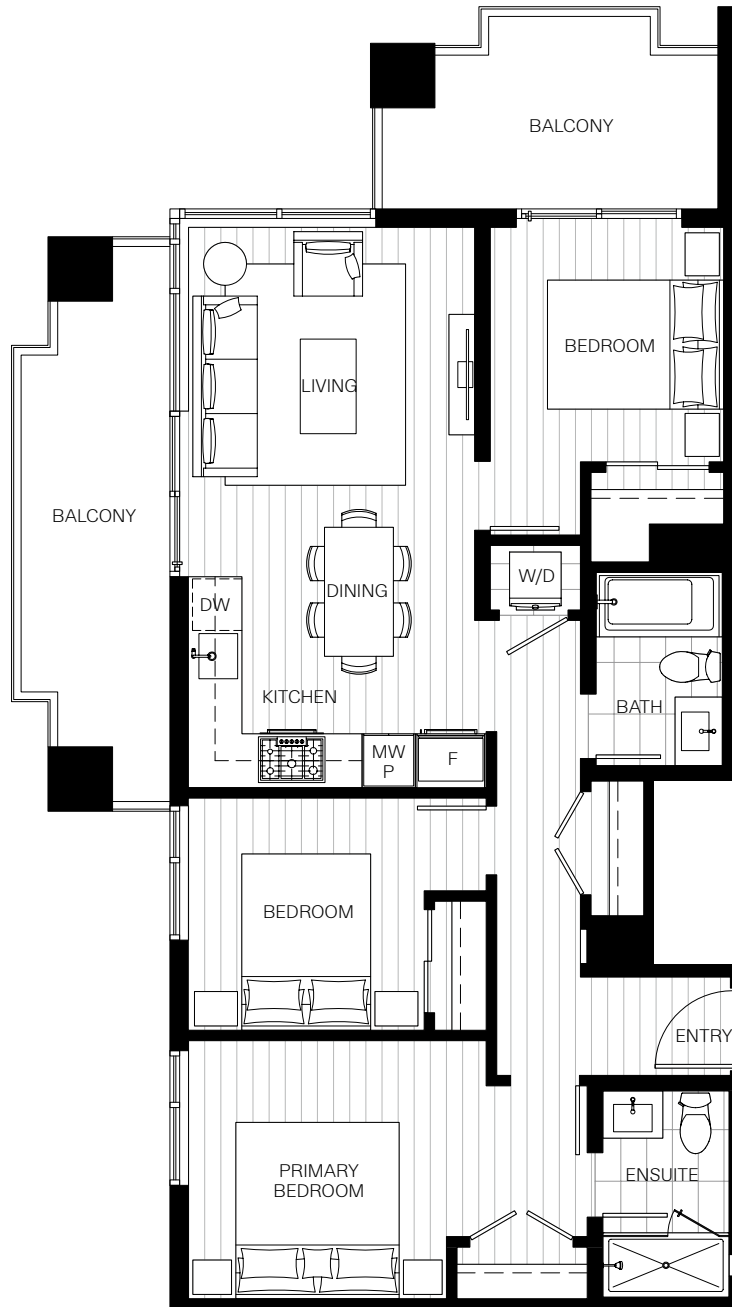 BALCONY
BEDROOM
LIVING
BALCONY
W/D
DINING
DW
KITCHEN
BATH
MW
P
F
BEDROOM
ENTRY
PRIMARY
BEDROOM
ENSUITE